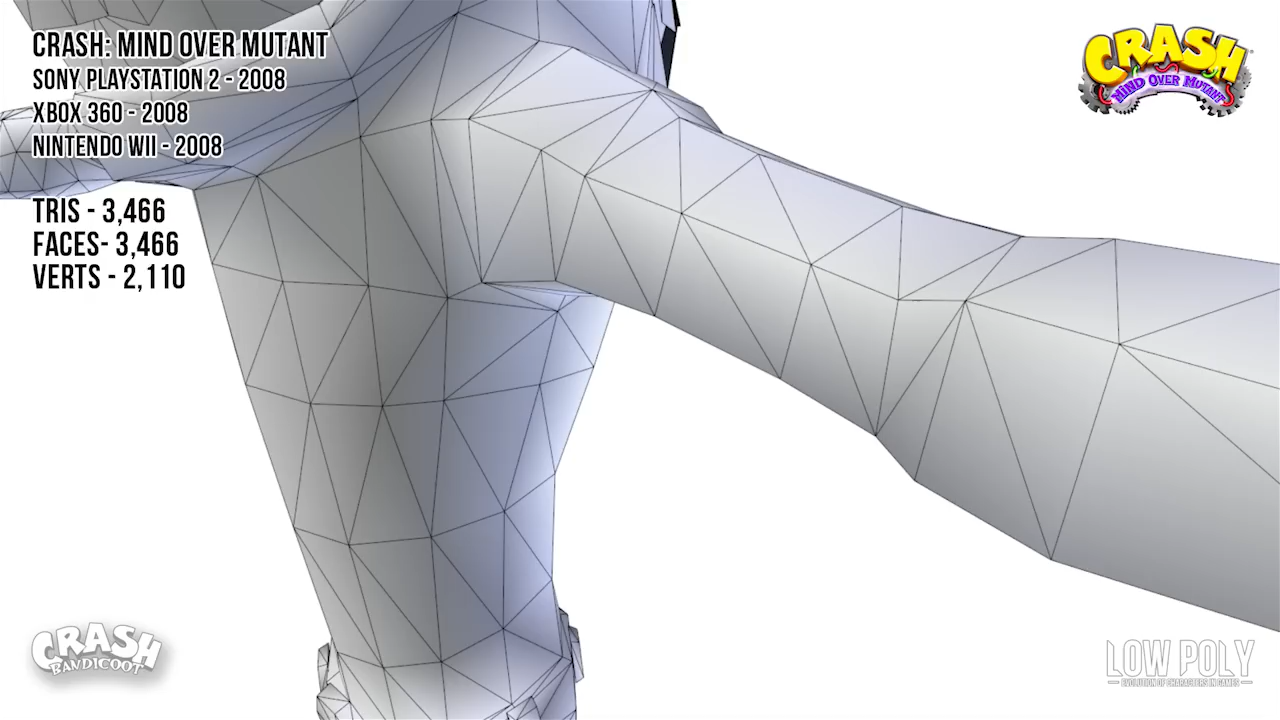 CRASH: MIND OVER MUTANT
SONY PLAYSTATION 2 - 2008
XBOX 360 - 2008
NINTENDO WII - 2008
TRIS - 3,466
FACES- 3,466
VERTS - 2,110
CRASH
MIND OVER MUTANT
CRASH
BANDICOOT
LOW POLY
EVOLUTION OF CHARACTERS IN GAMES